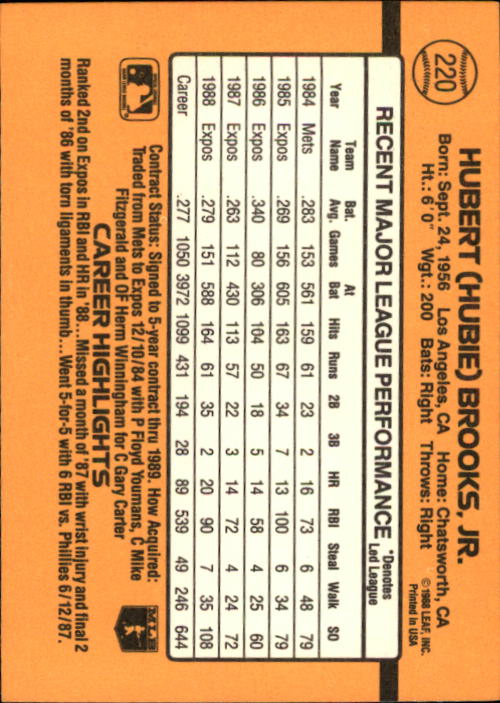 220
HUBERT (HUBIE) BROOKS, JR.
Born: Sept. 24, 1956 Los Angeles, CA Home: Chatsworth, CA
Ht.: 6'0" Wgt.: 200 Bats: Right Throws: Right
©1988 LEAF, INC.
Printed in USA
RECENT MAJOR LEAGUE PERFORMANCE
*Denotes
Led League
Year Team Name Bat. Avg. Games At Bat Hits Runs 2B 3B HR RBI Steal Walk SO
1984 Mets .283 153 561 159 61 23 2 16 73 6 48 79
1985 Expos .269 156 605 163 67 34 7 13 100 6 34 79
1986 Expos .340 80 306 104 50 18 5 14 58 4 25 60
1987 Expos .263 112 430 113 57 22 3 14 72 4 24 72
1988 Expos .279 151 588 164 61 35 2 20 90 7 35 108
Career .277 1050 3972 1099 431 194 28 89 539 49 246 644
Contract Status: Signed to 5-year contract thru 1989. How Acquired:
Traded from Mets to Expos 12/10/84 with P Floyd Youmans, C Mike
Fitzgerald and OF Herm Winningham for C Gary Carter
MLB
CAREER HIGHLIGHTS
Ranked 2nd on Expos in RBI and HR in '88...Missed a month of '87 with wrist injury and final 2
months of '86 with torn ligaments in thumb...Went 5-for-5 with 6 RBI vs. Phillies 6/12/87.